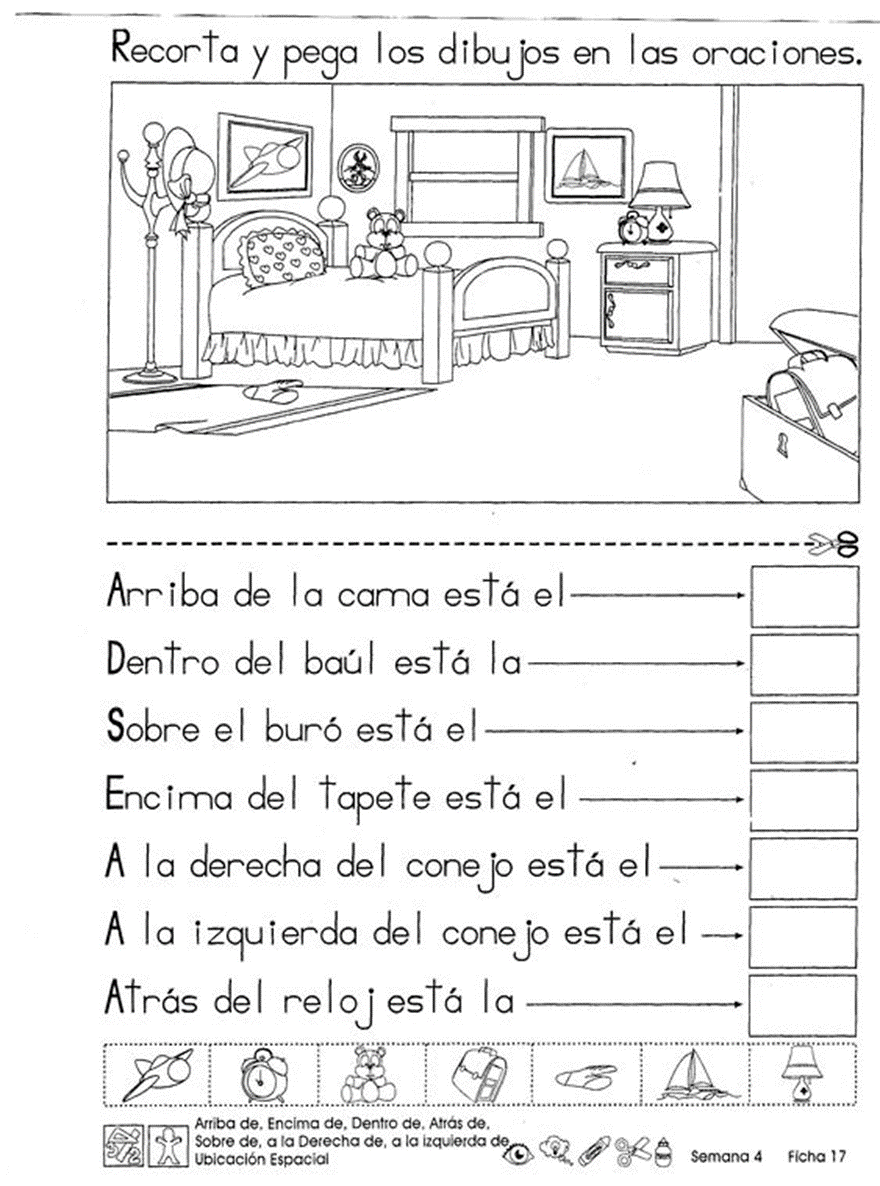 Recorta y pega los dibujos en las oraciones.
Arriba de la cama está el
Dentro del baúl está la
Sobre el buró está el
Encima del tapete está el
A la derecha del conejo está el
A la izquierda del conejo está el
Atrás del reloj está la
Arriba de, Encima de, Dentro de, Atrás de,
Sobre de, a la Derecha de, a la izquierda de
Ubicación Espacial
Semana 4 Ficha 17